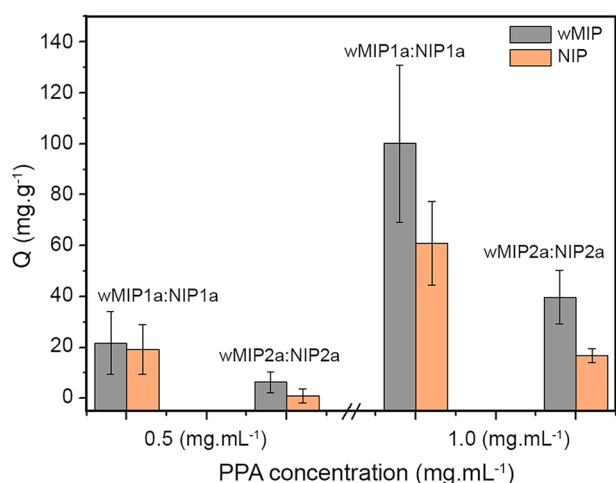 140
120
100
80
60
40
20
0
Q (mg.g⁻¹)
wMIP
NIP
wMIP1a:NIP1a
wMIP2a:NIP2a
wMIP1a:NIP1a
wMIP2a:NIP2a
0.5 (mg.mL⁻¹)
1.0 (mg.mL⁻¹)
PPA concentration (mg.mL⁻¹)